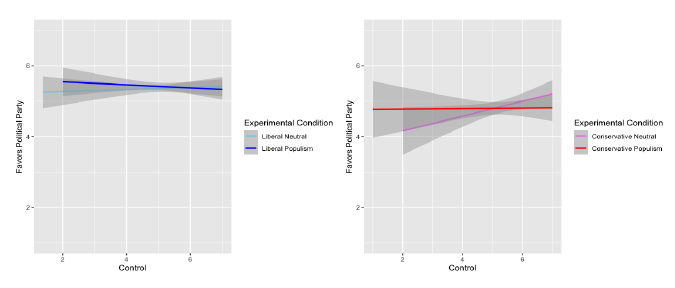 Favors Political Party
6
4
2
2
4
6
Control
Experimental Condition
Liberal Neutral
Liberal Populism
Favors Political Party
6
4
2
2
4
6
Control
Experimental Condition
Conservative Neutral
Conservative Populism